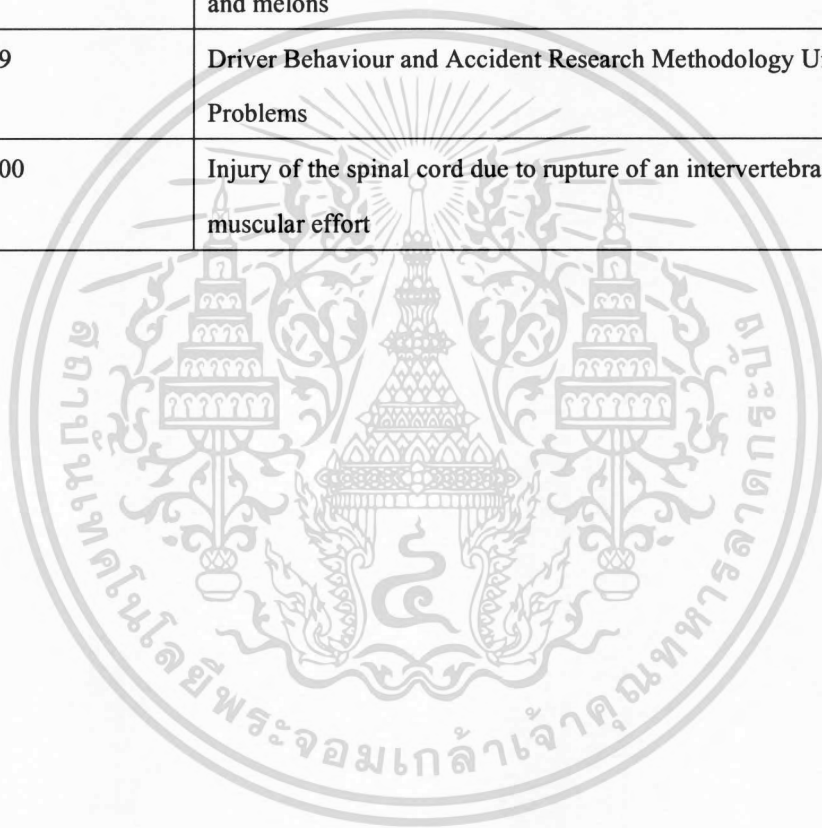 and melons
9
Driver Behaviour and Accident Research Methodology
Problems
00
Injury of the spinal cord due to rupture of an
muscular effort
สถาบันเทคโนโลยีพระจอมเกล้าเจ้าคุณทหารลาดกระบัง